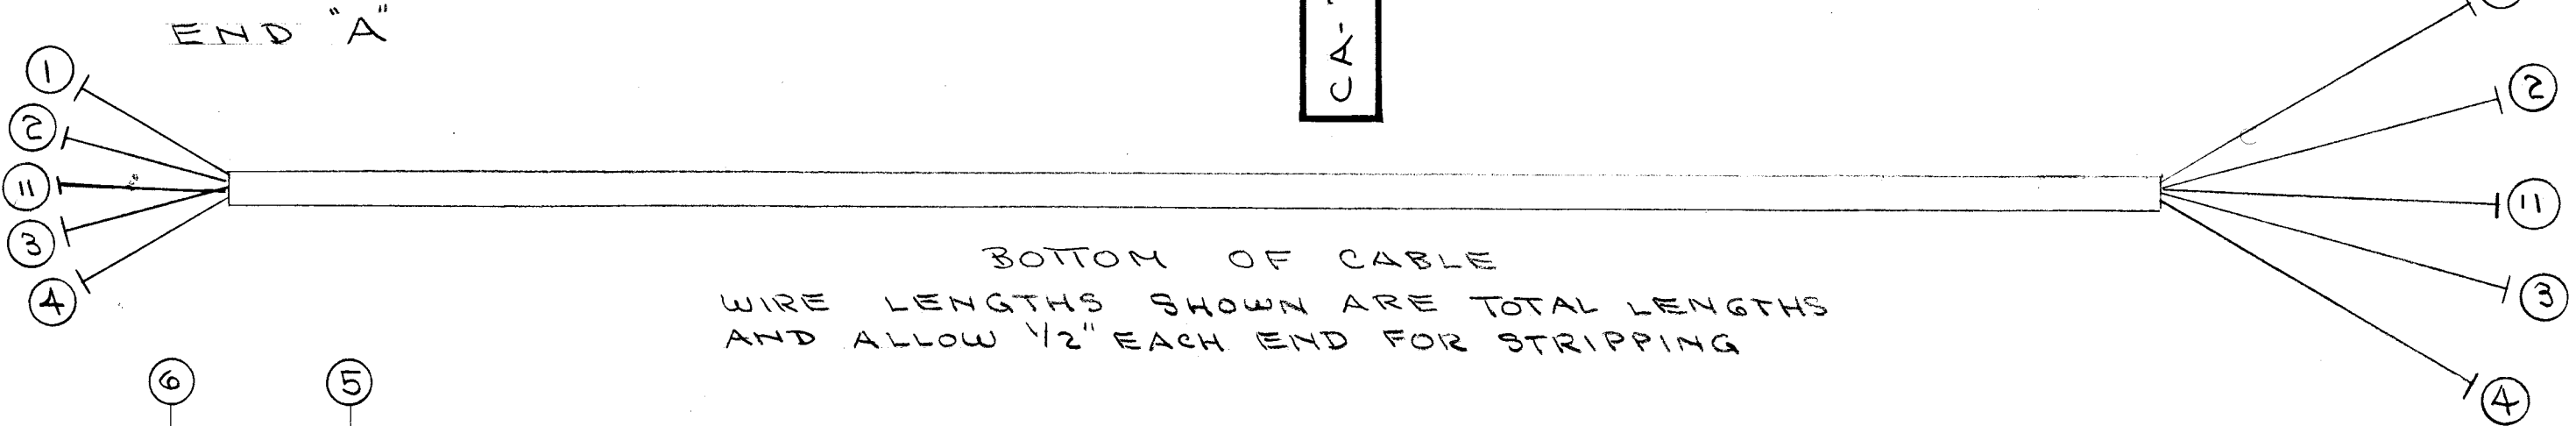 END "A"
CA-
1
2
11
3
4
2
11
3
4
BOTTOM OF CABLE
WIRE LENGTHS SHOWN ARE TOTAL LENGTHS
AND ALLOW 1/2" EACH END FOR STRIPPING
6
5